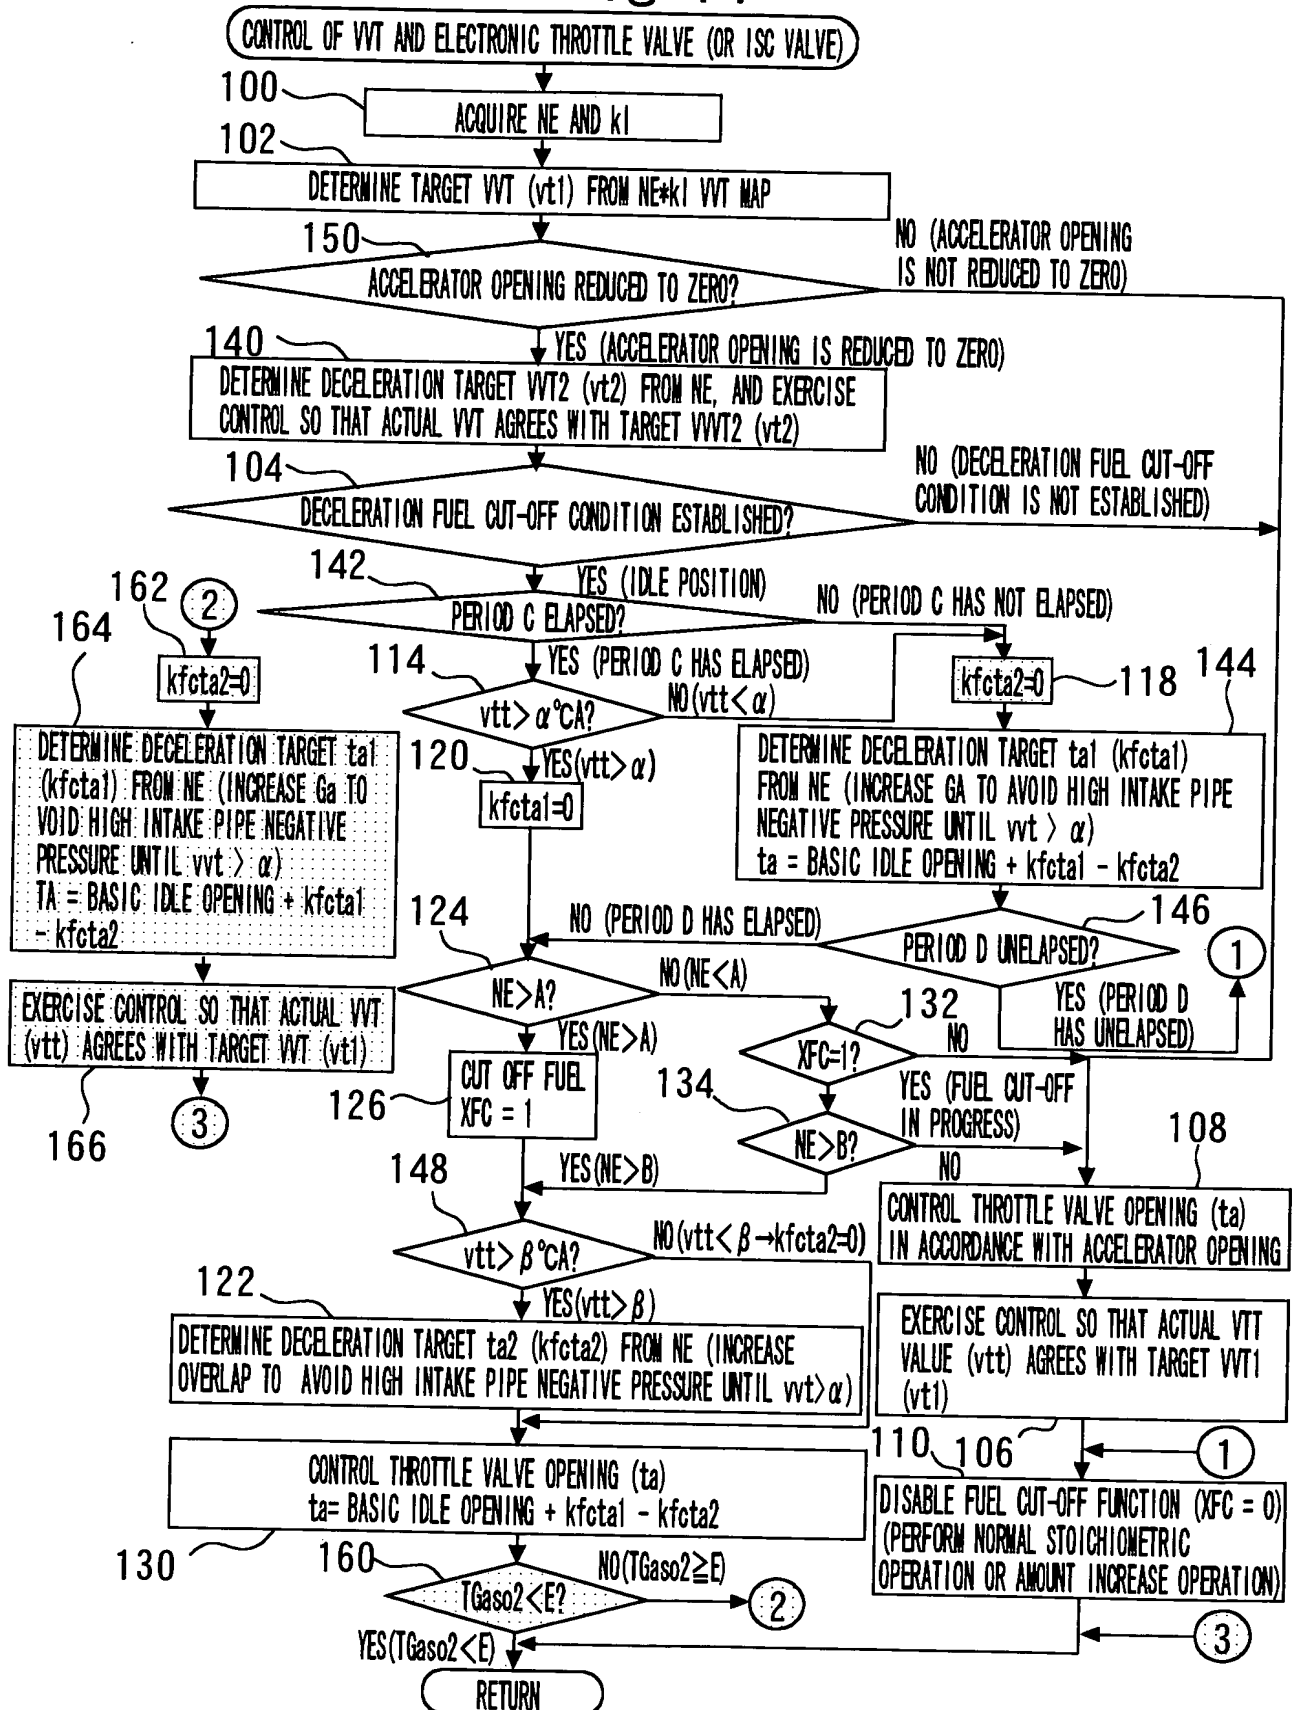 CONTROL OF VVT AND ELECTRONIC THROTTLE VALVE (OR ISC VALVE)
100
ACQUIRE NE AND kl
102
DETERMINE TARGET VVT (vt1) FROM NE*kl VVT MAP
150
ACCELERATOR OPENING REDUCED TO ZERO?
NO (ACCELERATOR OPENING
IS NOT REDUCED TO ZERO)
YES (ACCELERATOR OPENING IS REDUCED TO ZERO)
140
DETERMINE DECELERATION TARGET VVT2 (vt2) FROM NE, AND EXERCISE
CONTROL SO THAT ACTUAL VVT AGREES WITH TARGET VVVT2 (vt2)
104
DECELERATION FUEL CUT-OFF CONDITION ESTABLISHED?
NO (DECELERATION FUEL CUT-OFF
CONDITION IS NOT ESTABLISHED)
YES (IDLE POSITION)
142
PERIOD C ELAPSED?
NO (PERIOD C HAS NOT ELAPSED)
YES (PERIOD C HAS ELAPSED)
162
2
164
kfcta2=0
DETERMINE DECELERATION TARGET ta1
(kfcta1) FROM NE (INCREASE Ga TO
VOID HIGH INTAKE PIPE NEGATIVE
PRESSURE UNTIL vvt > α)
TA = BASIC IDLE OPENING + kfcta1
- kfcta2
EXERCISE CONTROL SO THAT ACTUAL VVT
(vtt) AGREES WITH TARGET VVT (vt1)
3
166
114
vtt> α°CA?
NO(vtt< α)
YES(vtt> α)
120
kfcta1=0
kfcta2=0
118
144
DETERMINE DECELERATION TARGET ta1 (kfcta1)
FROM NE (INCREASE GA TO AVOID HIGH INTAKE PIPE
NEGATIVE PRESSURE UNTIL vvt > α)
ta = BASIC IDLE OPENING + kfcta1 - kfcta2
146
PERIOD D UNELAPSED?
NO (PERIOD D HAS ELAPSED)
1
YES (PERIOD D
HAS UNELAPSED)
124
NE>A?
NO(NE<A)
YES(NE>A)
132
XFC=1?
NO
YES (FUEL CUT-OFF
IN PROGRESS)
CUT OFF FUEL
XFC = 1
126
134
NE>B?
NO
YES(NE>B)
108
CONTROL THROTTLE VALVE OPENING (ta)
IN ACCORDANCE WITH ACCELERATOR OPENING
148
vtt> β°CA?
NO(vtt< β→kfcta2=0)
YES(vtt> β)
122
DETERMINE DECELERATION TARGET ta2 (kfcta2) FROM NE (INCREASE
OVERLAP TO AVOID HIGH INTAKE PIPE NEGATIVE PRESSURE UNTIL vvt>α)
EXERCISE CONTROL SO THAT ACTUAL VTT
VALUE (vtt) AGREES WITH TARGET VVT1
(vt1)
110
106
1
CONTROL THROTTLE VALVE OPENING (ta)
ta= BASIC IDLE OPENING + kfcta1 - kfcta2
130
DISABLE FUEL CUT-OFF FUNCTION (XFC = 0)
(PERFORM NORMAL STOICHIOMETRIC
OPERATION OR AMOUNT INCREASE OPERATION)
160
TGaso2<E?
NO(TGaso2≧E)
2
3
YES(TGaso2<E)
RETURN